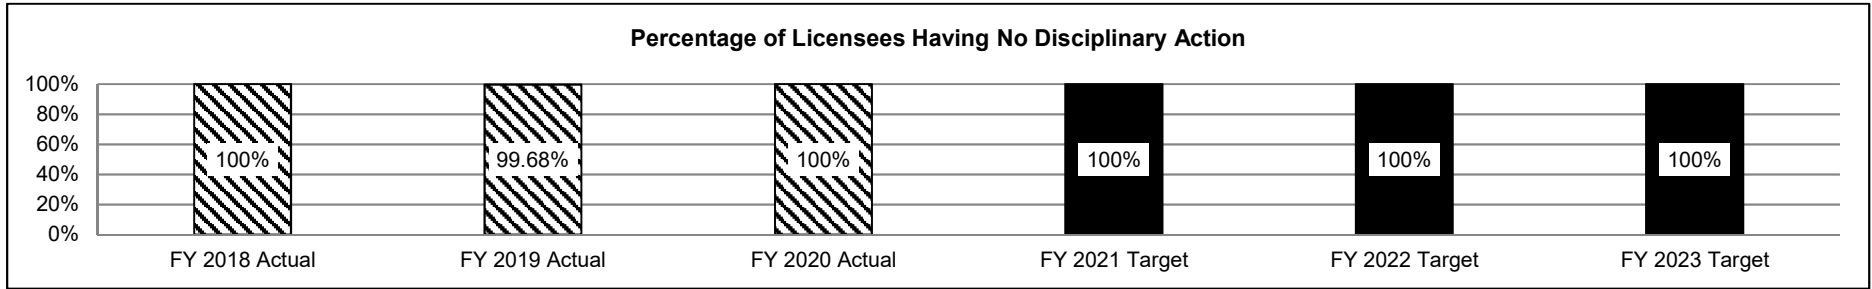 Percentage of Licensees Having No Disciplinary Action
100%
80%
60%
40%
20%
0%
100%
99.68%
100%
100%
100%
100%
FY 2018 Actual
FY 2019 Actual
FY 2020 Actual
FY 2021 Target
FY 2022 Target
FY 2023 Target